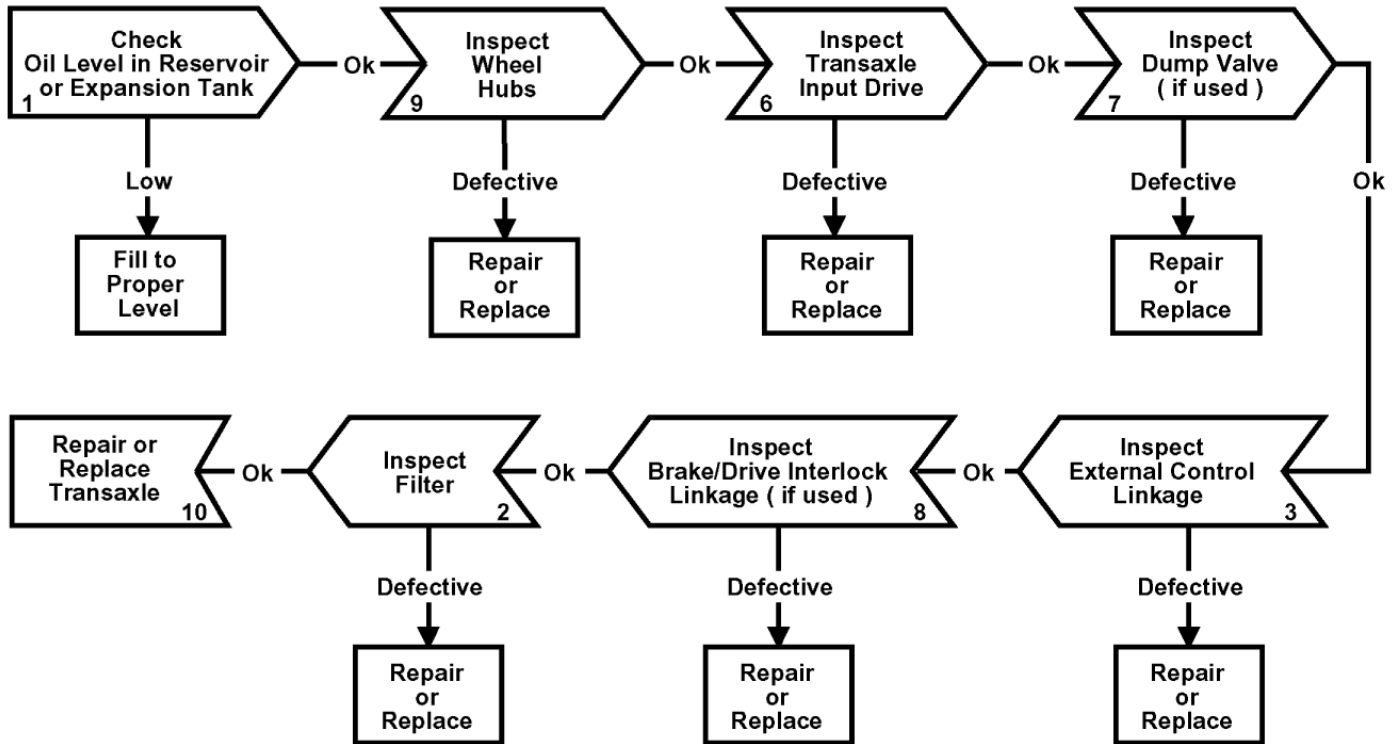 Check
Oil Level in Reservoir
or Expansion Tank
1
Ok
Inspect
Wheel
Hubs
9
Ok
Inspect
Transaxle
Input Drive
6
Ok
Inspect
Dump Valve
( if used )
7
Ok
Low
Defective
Defective
Defective
Fill to
Proper
Level
Repair
or
Replace
Repair
or
Replace
Repair
or
Replace
Repair or
Replace
Transaxle
10
Ok
Inspect
Filter
2
Ok
Inspect
Brake/Drive Interlock
Linkage ( if used )
8
Ok
Inspect
External Control
Linkage
3
Defective
Defective
Defective
Repair
or
Replace
Repair
or
Replace
Repair
or
Replace